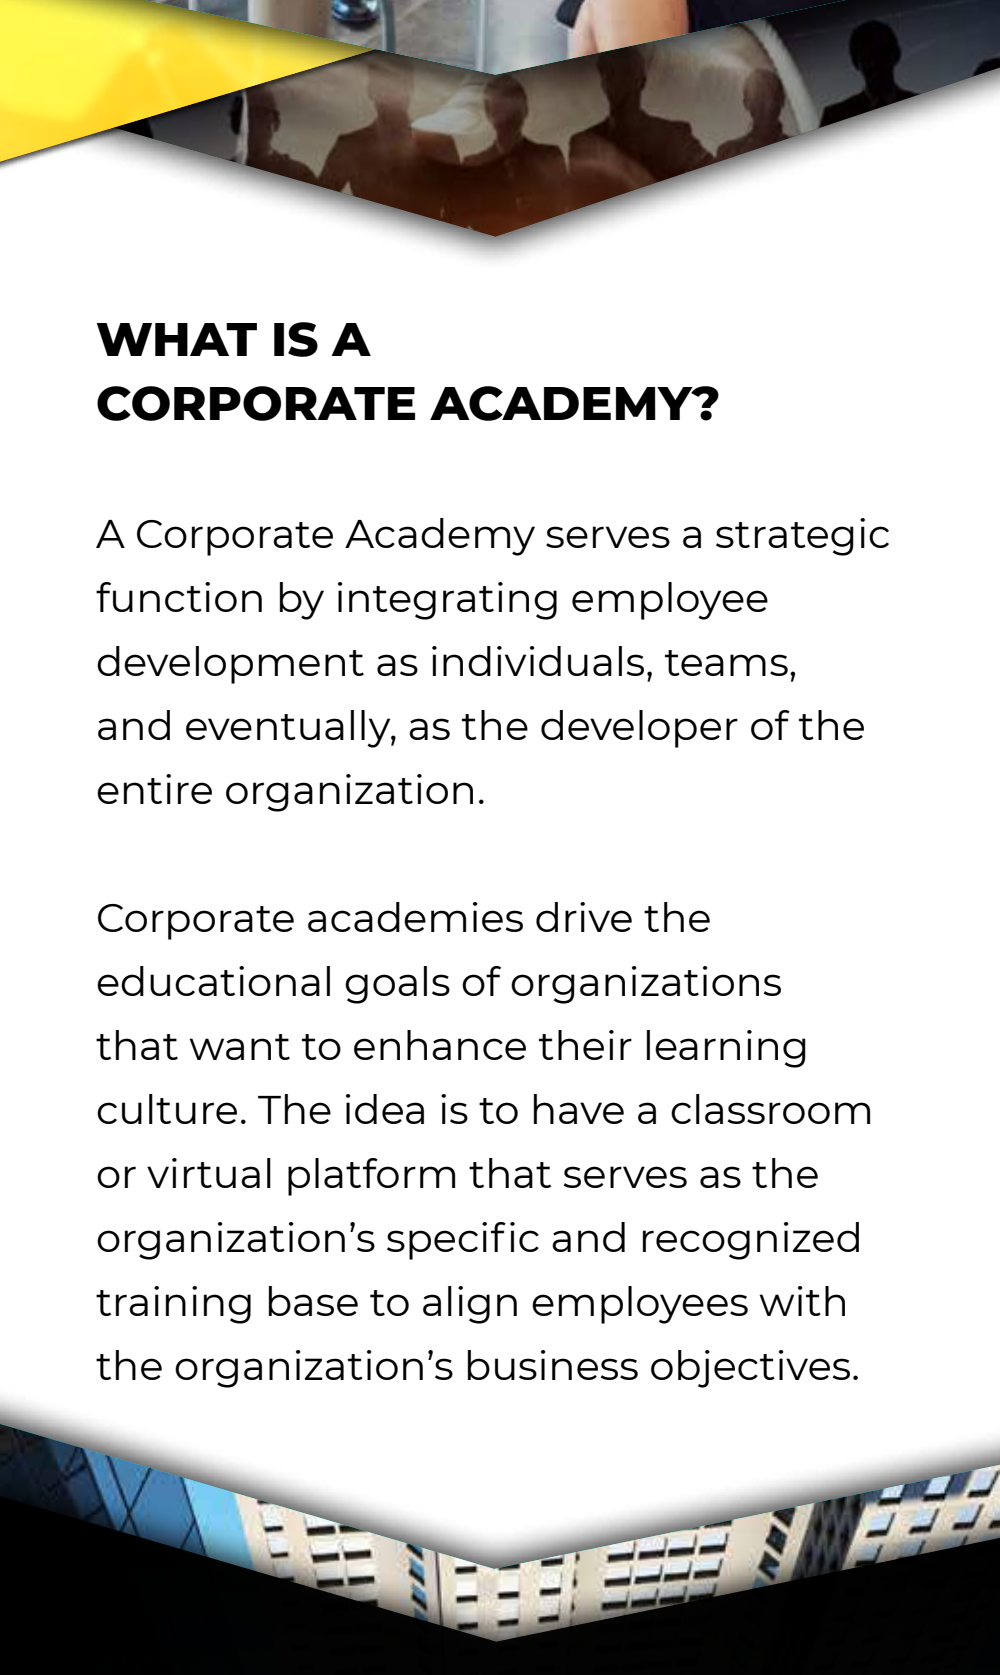 WHAT IS A
CORPORATE ACADEMY?
A Corporate Academy serves a strategic
function by integrating employee
development as individuals, teams,
and eventually, as the developer of the
entire organization.
Corporate academies drive the
educational goals of organizations
that want to enhance their learning
culture. The idea is to have a classroom
or virtual platform that serves as the
organization’s specific and recognized
training base to align employees with
the organization’s business objectives.